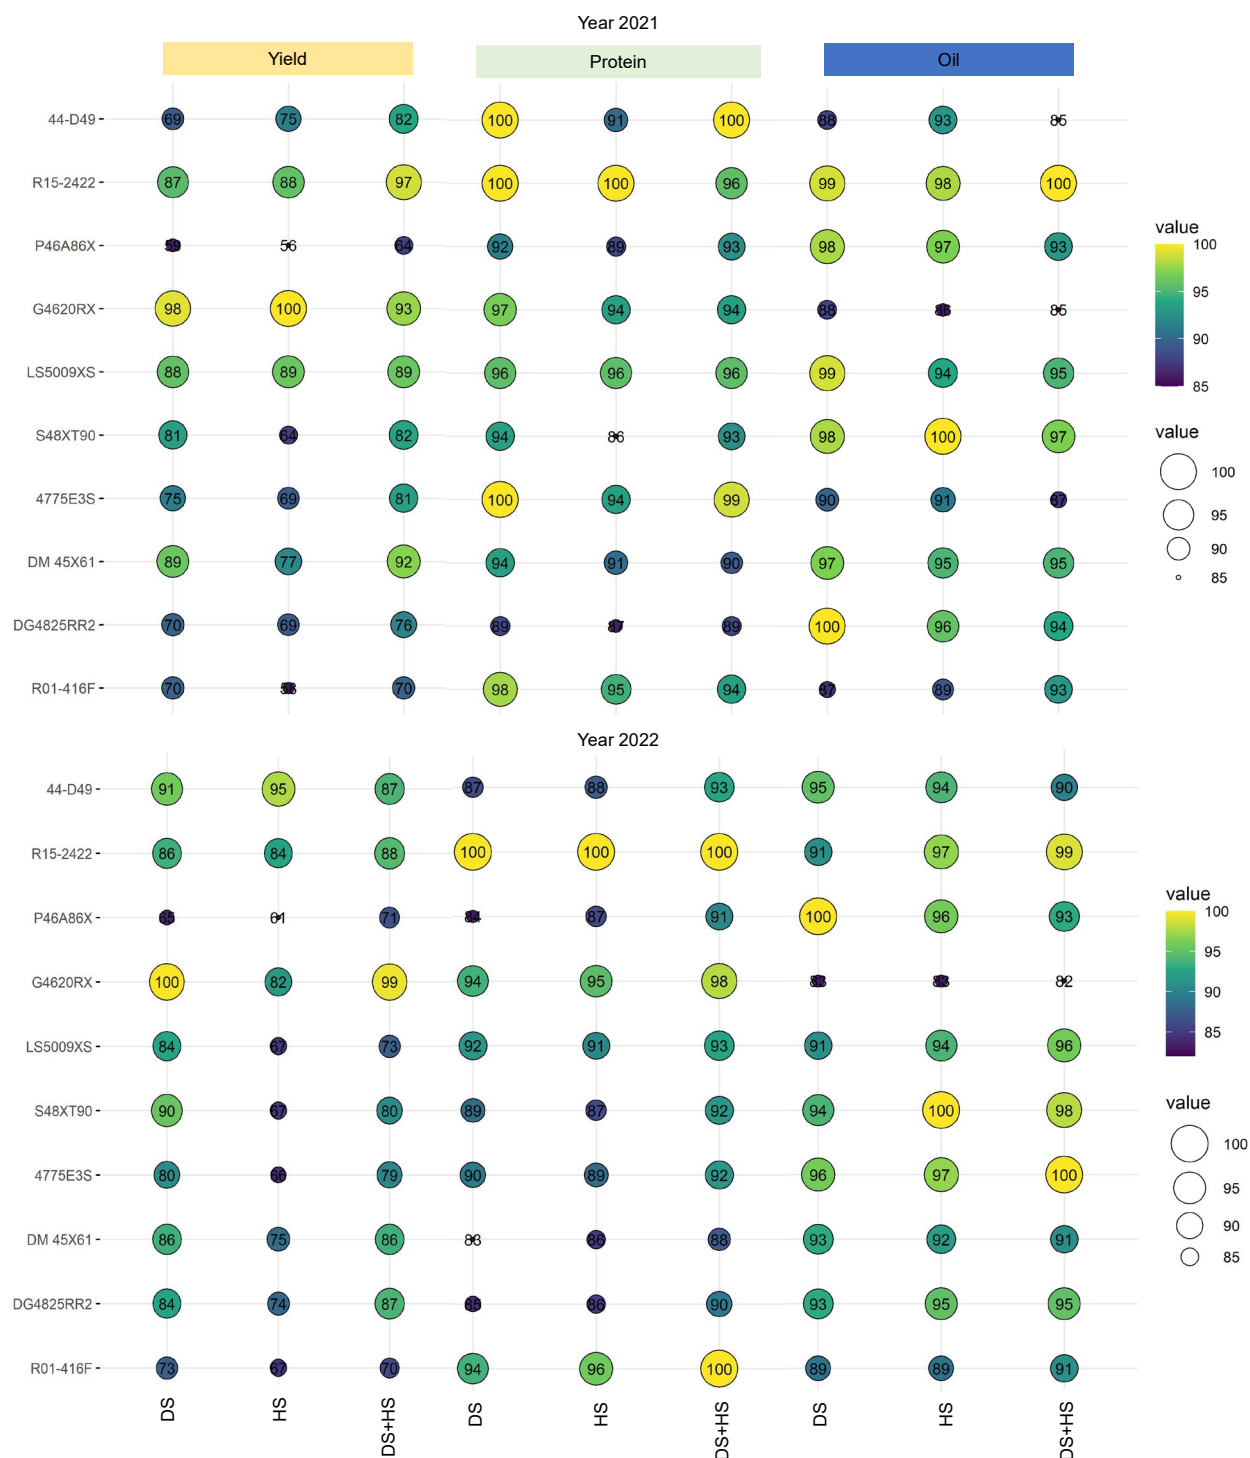 Year 2021
Yield Protein Oil
44-D49 69 75 82 100 91 100 88 93 85
R15-2422 87 88 97 100 100 96 99 98 100
P46A86X 59 56 64 92 89 93 98 97 93
G4620RX 98 100 93 97 94 94 88 86 85
LS5009XS 88 89 89 96 96 96 99 94 95
S48XT90 81 64 82 94 86 93 98 100 97
4775E3S 75 69 81 100 94 99 90 91 87
DM 45X61 89 77 92 94 91 90 97 95 95
DG4825RR2 70 69 76 89 87 89 100 96 94
R01-416F 70 58 70 98 95 94 87 89 93
value
100
95
90
85
value
100
95
90
85
Year 2022
44-D49 91 95 87 87 88 93 95 94 90
R15-2422 86 84 88 100 100 100 91 97 99
P46A86X 65 61 71 84 87 91 100 96 93
G4620RX 100 82 99 94 95 98 83 83 82
LS5009XS 84 67 73 92 91 93 91 94 96
S48XT90 90 67 80 89 87 92 94 100 98
4775E3S 80 66 79 90 89 92 96 97 100
DM 45X61 86 75 86 83 86 88 93 92 91
DG4825RR2 84 74 87 85 86 90 93 95 95
R01-416F 73 67 70 94 96 100 89 89 91
DS HS DS+HS DS HS DS+HS DS HS DS+HS
value
100
95
90
85
value
100
95
90
85